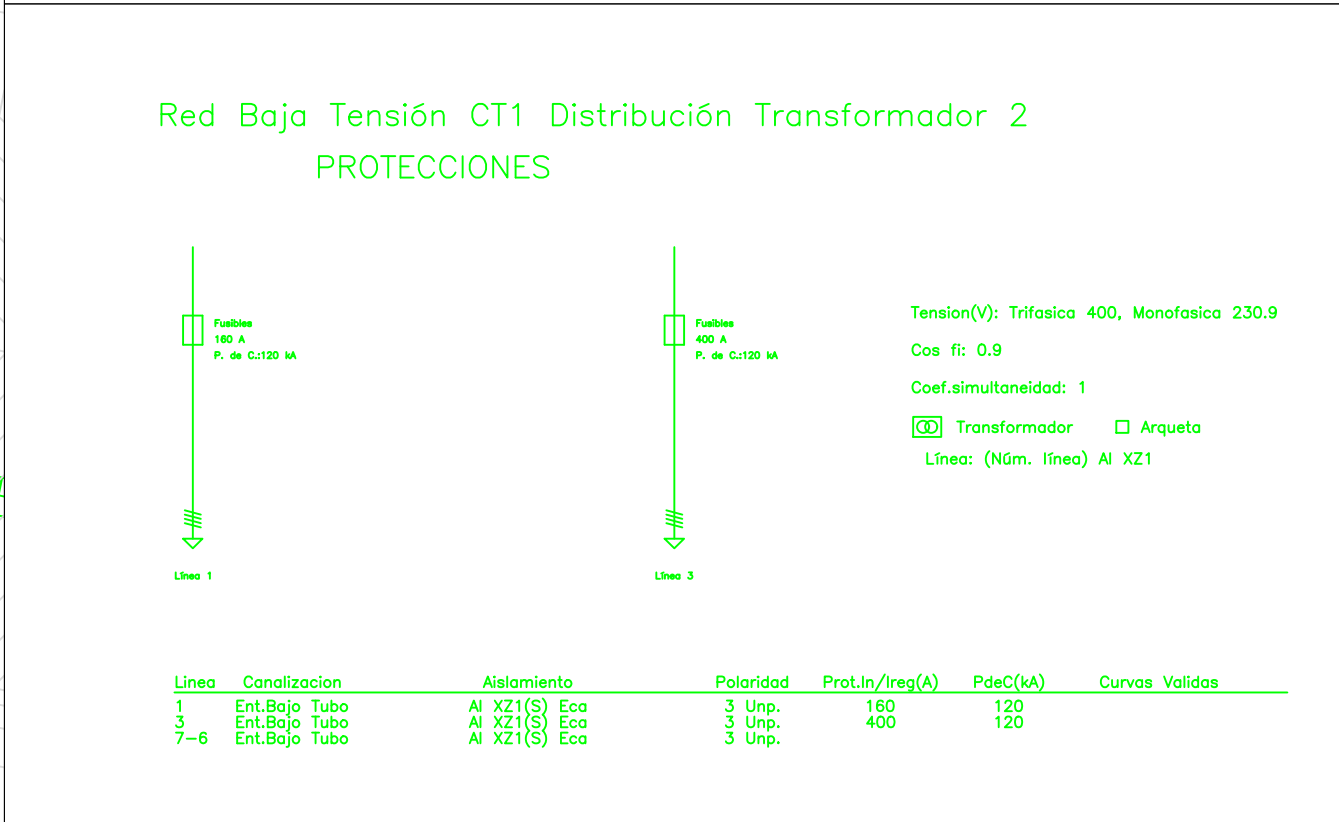 Red Baja Tensión CT1 Distribución Transformador 2
PROTECCIONES
Fusibles
160 A
P. de C.:120 kA
Línea 1
Fusibles
400 A
P. de C.:120 kA
Línea 3
Tension(V): Trifasica 400, Monofasica 230.9
Cos fi: 0.9
Coef.simultaneidad: 1
Transformador Arqueta
Línea: (Núm. línea) Al XZ1
Linea Canalizacion Aislamiento Polaridad Prot.In/Ireg(A) PdeC(kA) Curvas Validas
1 Ent.Bajo Tubo Al XZ1(S) Eca 3 Unp. 160 120
3 Ent.Bajo Tubo Al XZ1(S) Eca 3 Unp. 400 120
7-6 Ent.Bajo Tubo Al XZ1(S) Eca 3 Unp.